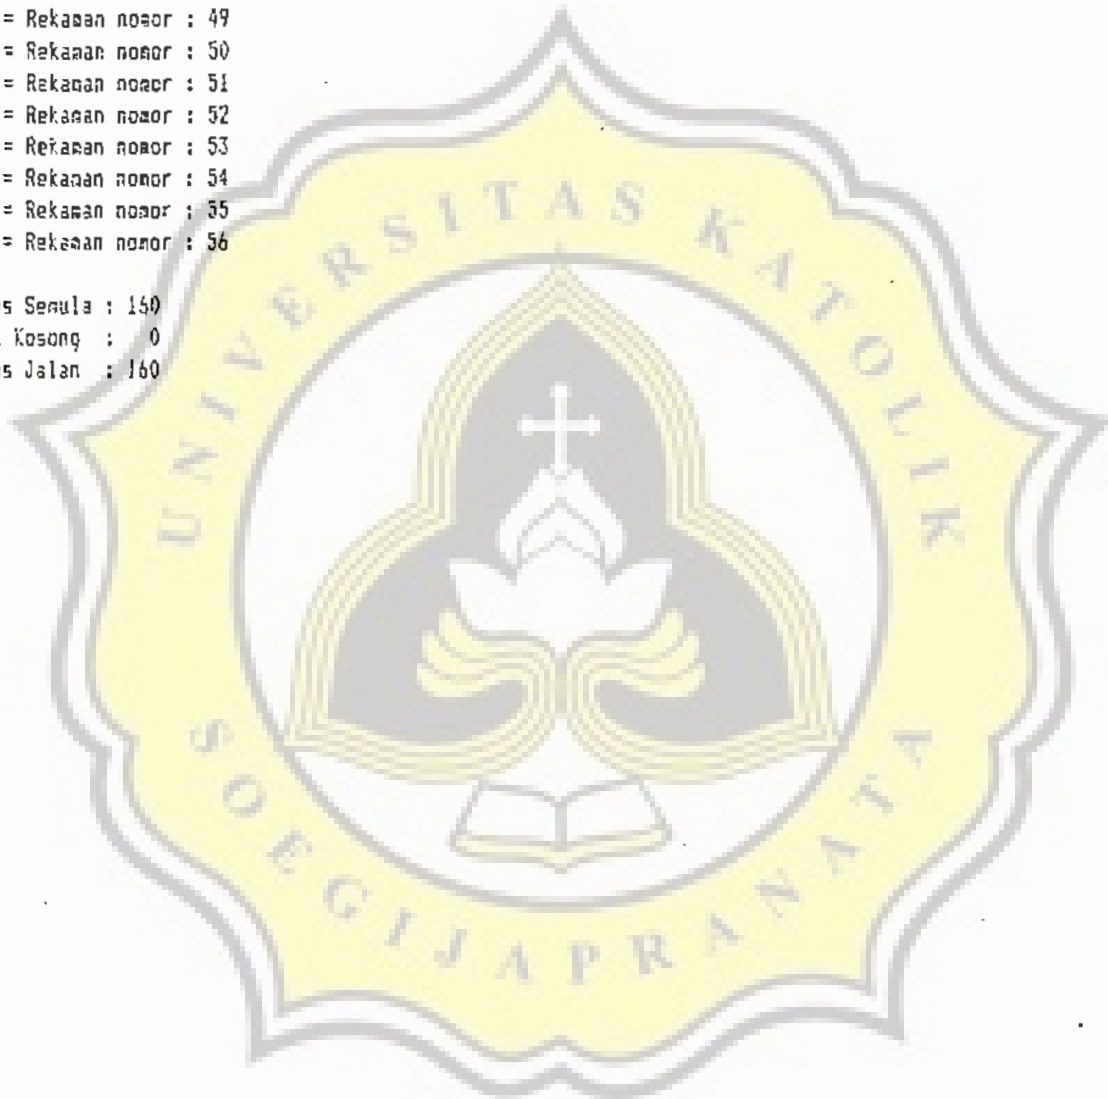 = Rekaman nomor : 49
= Rekaman nomor : 50
= Rekaman nomor : 51
= Rekaman nomor : 52
= Rekaman nomor : 53
= Rekaman nomor : 54
= Rekaman nomor : 55
= Rekaman nomor : 56
s Semula : 160
Kosong : 0
s Jalan : 160
UNIVERSITAS KATOLIK
SOEGIJAPRANATA